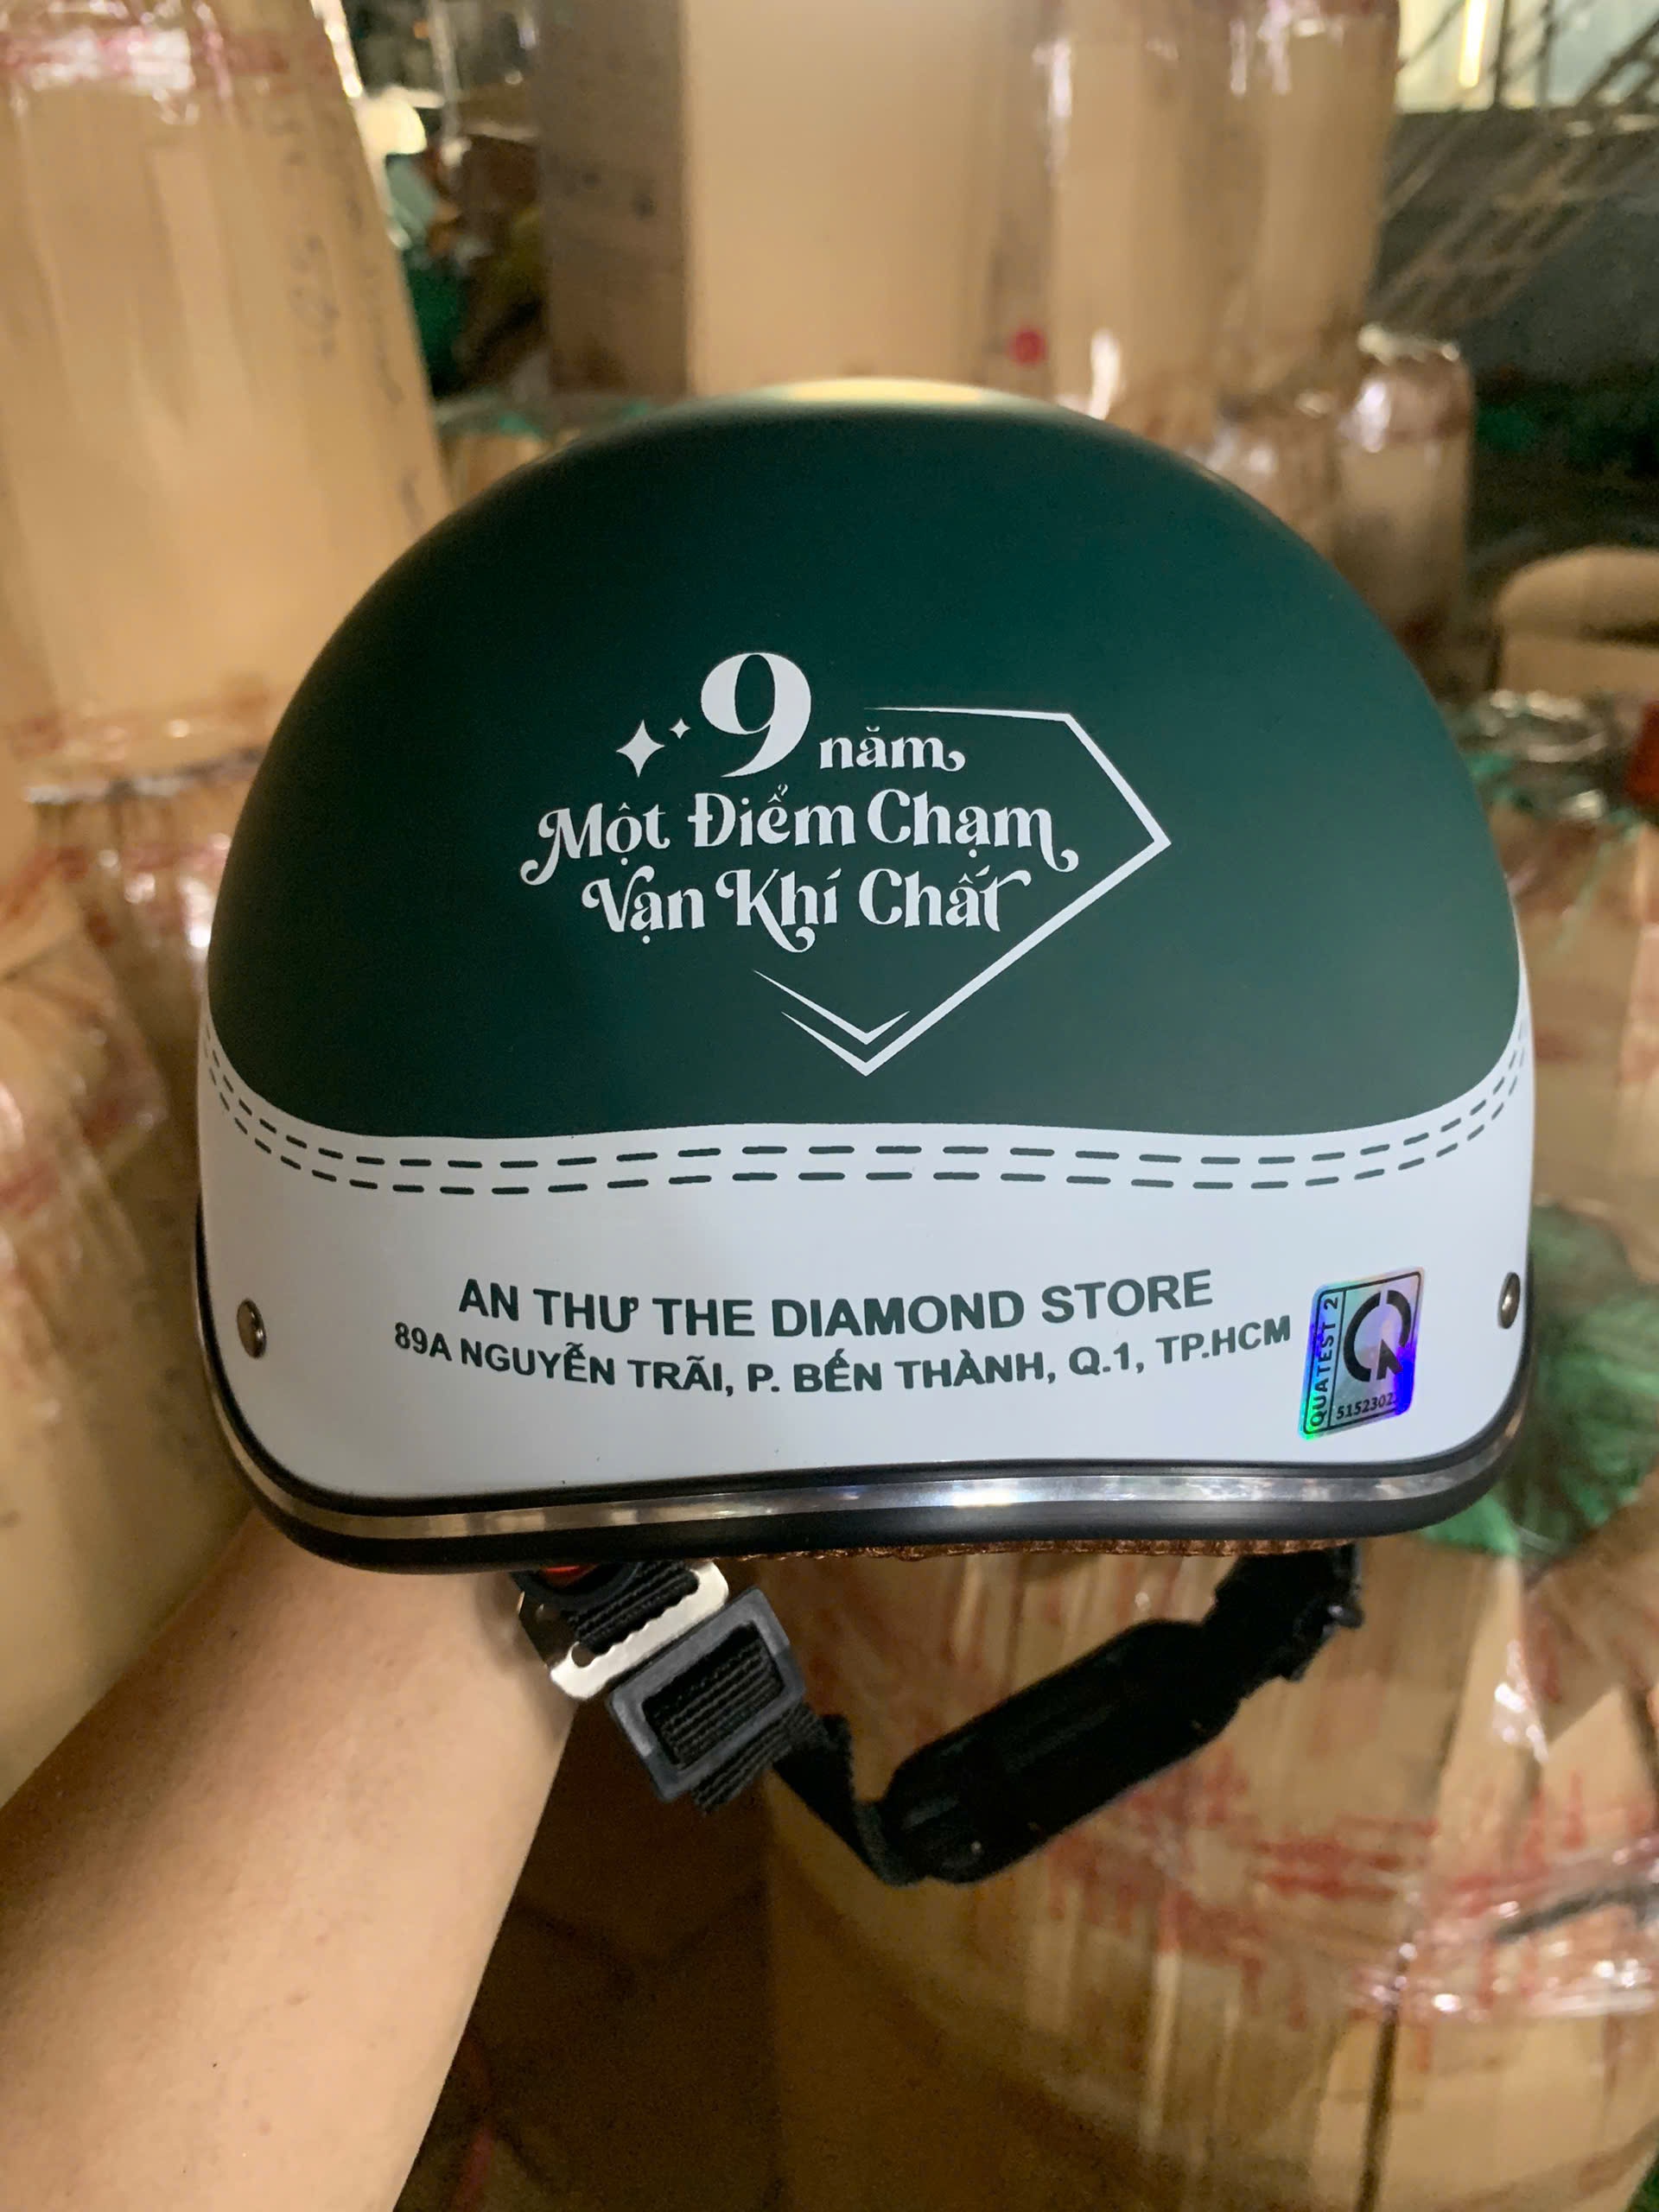 9 năm
Một Điểm Chạm
Vạn Khí Chất
AN THƯ THE DIAMOND STORE
89A NGUYỄN TRÃI, P. BẾN THÀNH, Q.1, TP.HCM
QUATEST 2